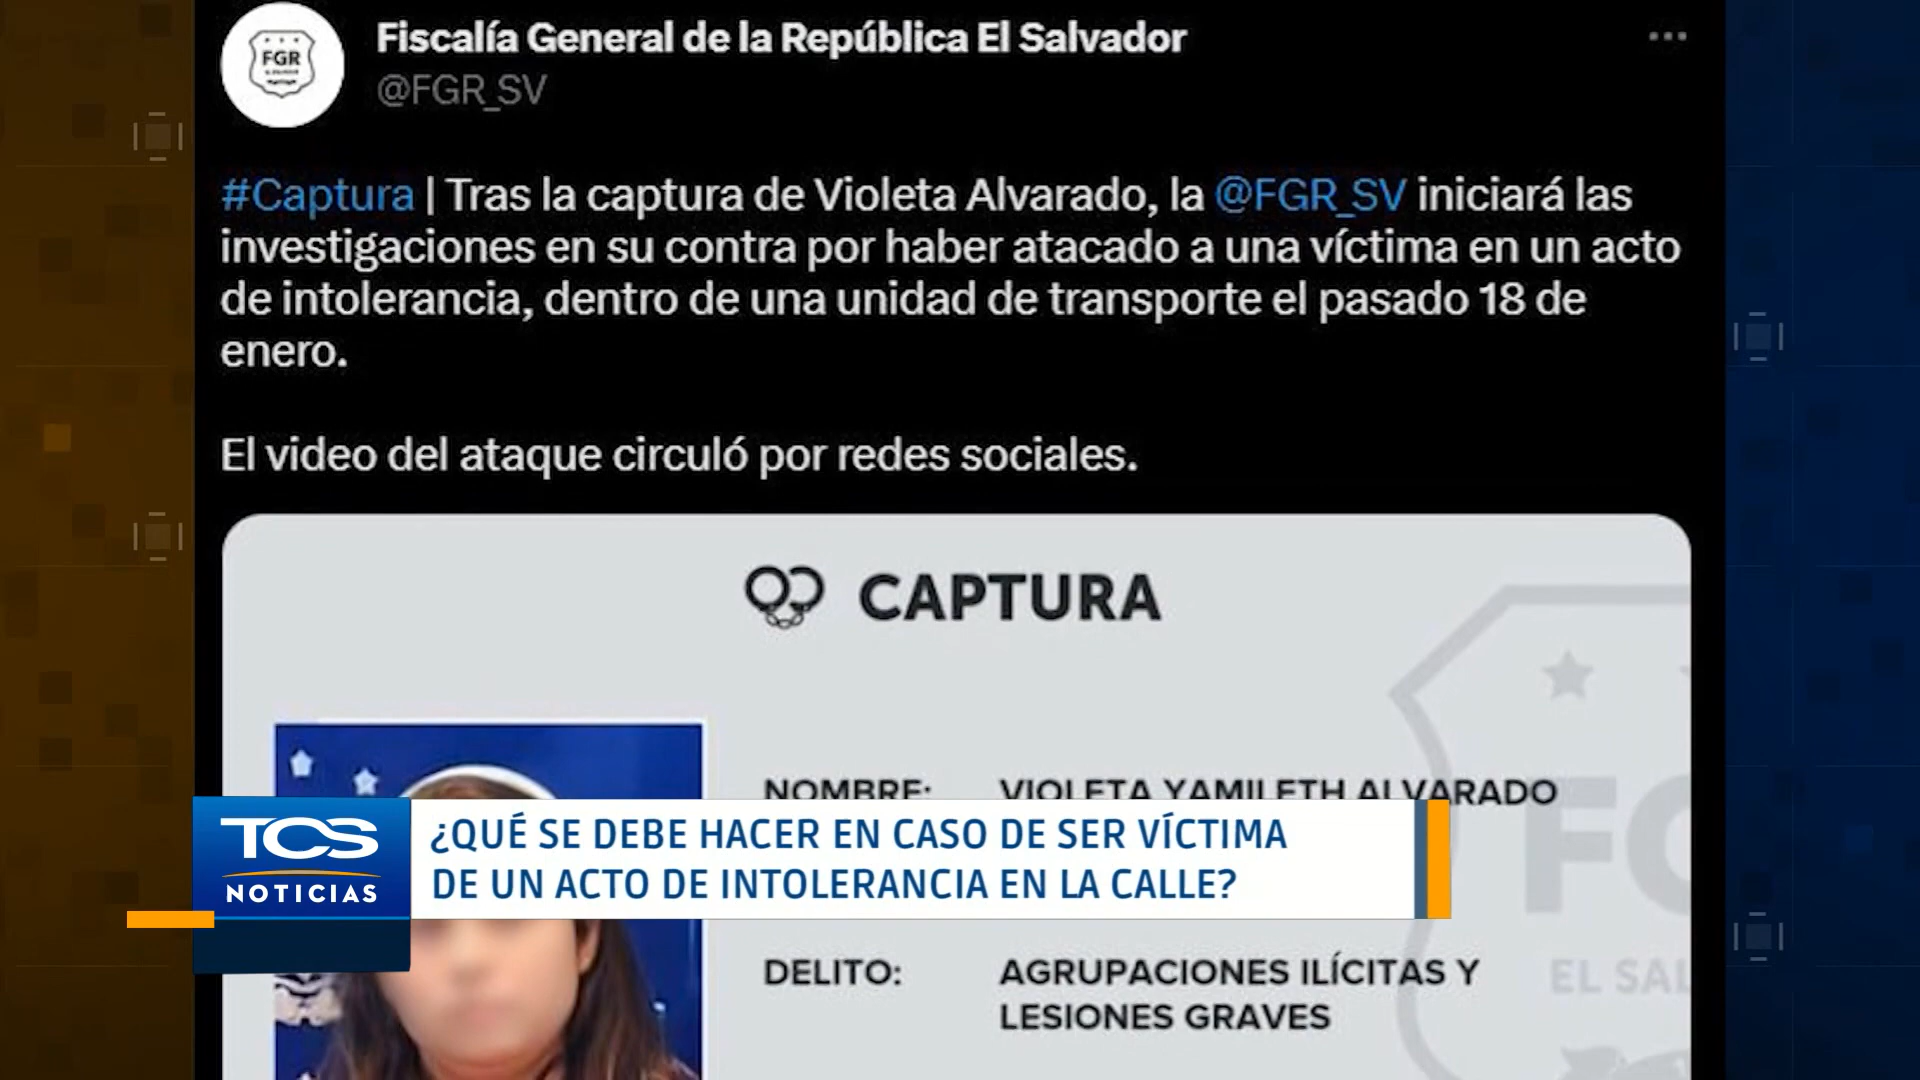 FGR
Fiscalía General de la República El Salvador
@FGR_SV
#Captura | Tras la captura de Violeta Alvarado, la @FGR_SV iniciará las
investigaciones en su contra por haber atacado a una víctima en un acto
de intolerancia, dentro de una unidad de transporte el pasado 18 de
enero.
El video del ataque circuló por redes sociales.
CAPTURA
NOMBRE: VIOLETA YAMILETH ALVARADO
TCS
NOTICIAS
¿QUÉ SE DEBE HACER EN CASO DE SER VÍCTIMA
DE UN ACTO DE INTOLERANCIA EN LA CALLE?
DELITO: AGRUPACIONES ILÍCITAS Y
LESIONES GRAVES